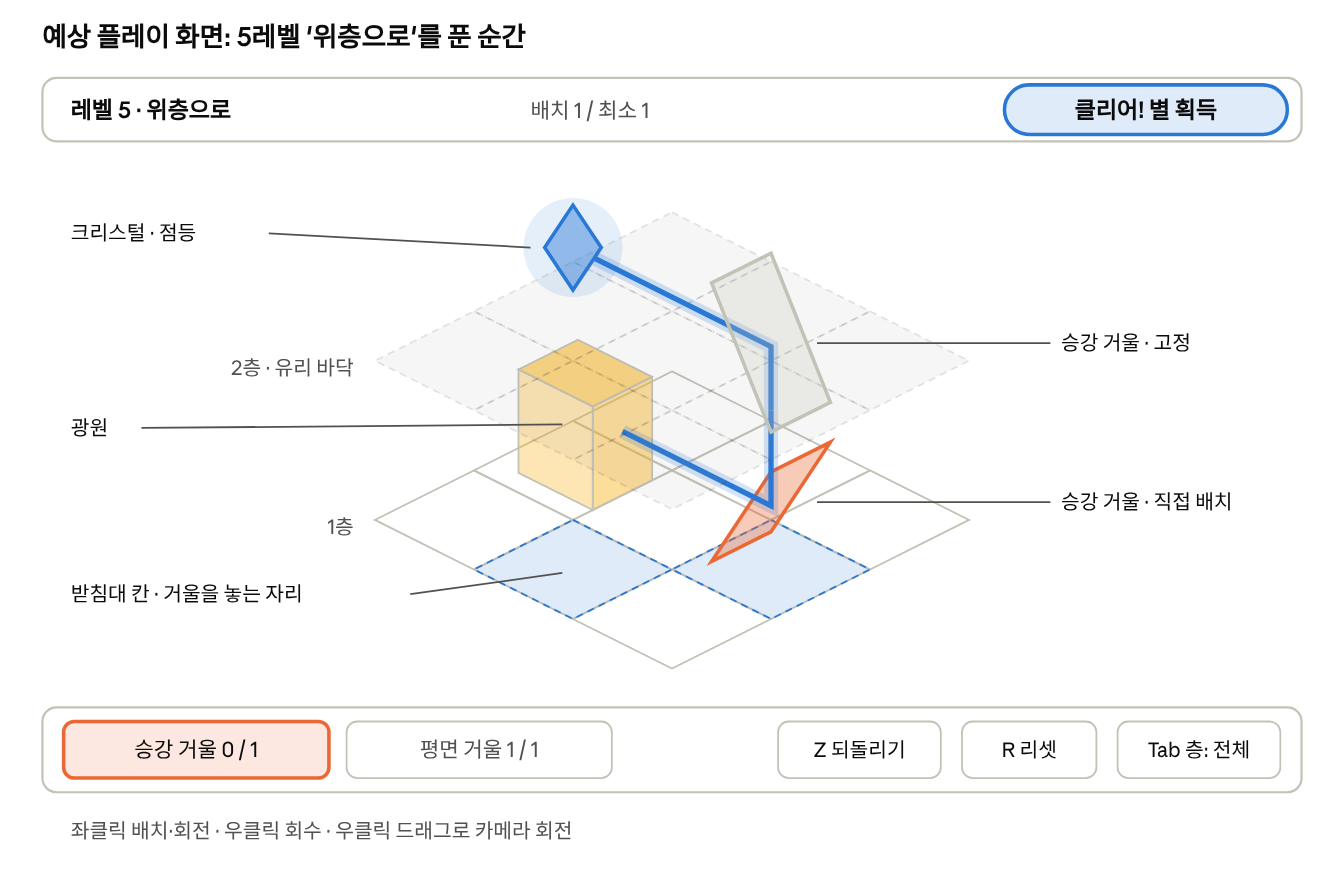 예상 플레이 화면: 5레벨 '위층으로'를 푼 순간
레벨 5 · 위층으로
배치 1 / 최소 1
클리어! 별 획득
크리스털 · 점등
승강 거울 · 고정
2층 · 유리 바닥
광원
승강 거울 · 직접 배치
1층
받침대 칸 · 거울을 놓는 자리
승강 거울 0 / 1
평면 거울 1 / 1
Z 되돌리기
R 리셋
Tab 층: 전체
좌클릭 배치·회전 · 우클릭 회수 · 우클릭 드래그로 카메라 회전